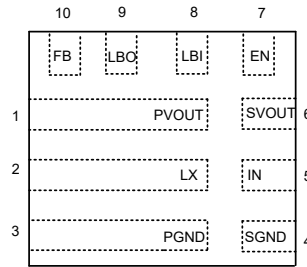 10 9 8 7
FB LBO LBI EN
1 PVOUT SVOUT 6
2 LX IN 5
3 PGND SGND 4